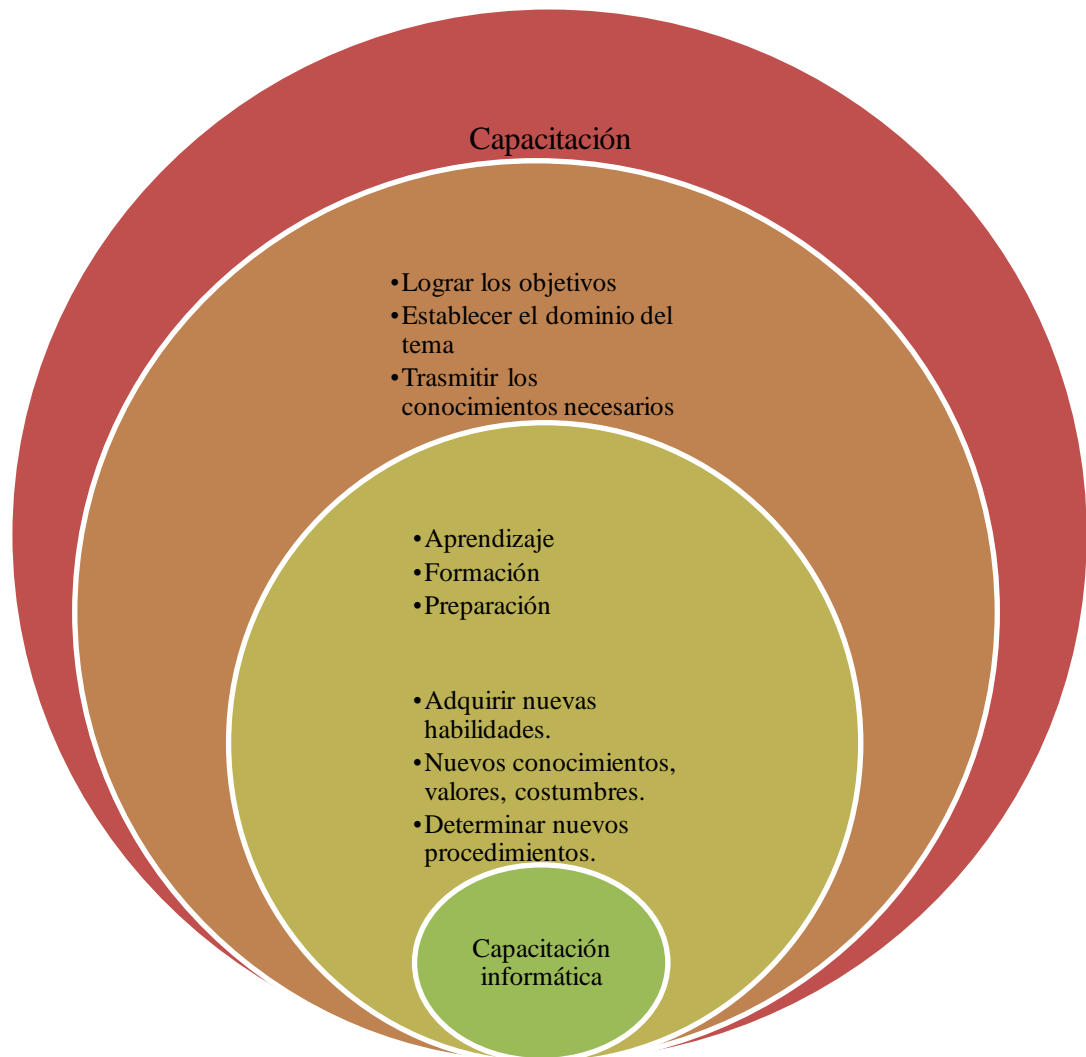 Capacitación
•Lograr los objetivos
•Establecer el dominio del
tema
•Trasmitir los
conocimientos necesarios
•Aprendizaje
•Formación
•Preparación
•Adquirir nuevas
habilidades.
•Nuevos conocimientos,
valores, costumbres.
•Determinar nuevos
procedimientos.
Capacitación
informática